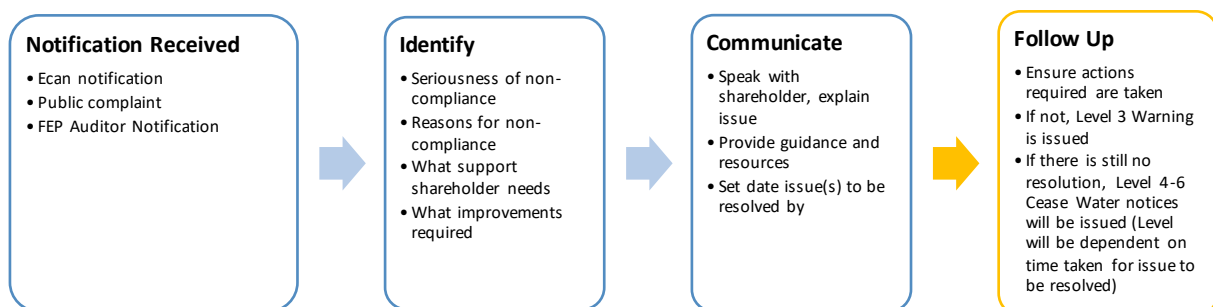 Notification Received
• Ecan notification
• Public complaint
• FEP Auditor Notification
Identify
• Seriousness of non-
compliance
• Reasons for non-
compliance
• What support
shareholder needs
• What improvements
required
Communicate
• Speak with
shareholder, explain
issue
• Provide guidance and
resources
• Set date issue(s) to be
resolved by
Follow Up
• Ensure actions
required are taken
• If not, Level 3 Warning
is issued
• If there is still no
resolution, Level 4-6
Cease Water notices
will be issued (Level
will be dependent on
time taken for issue to
be resolved)